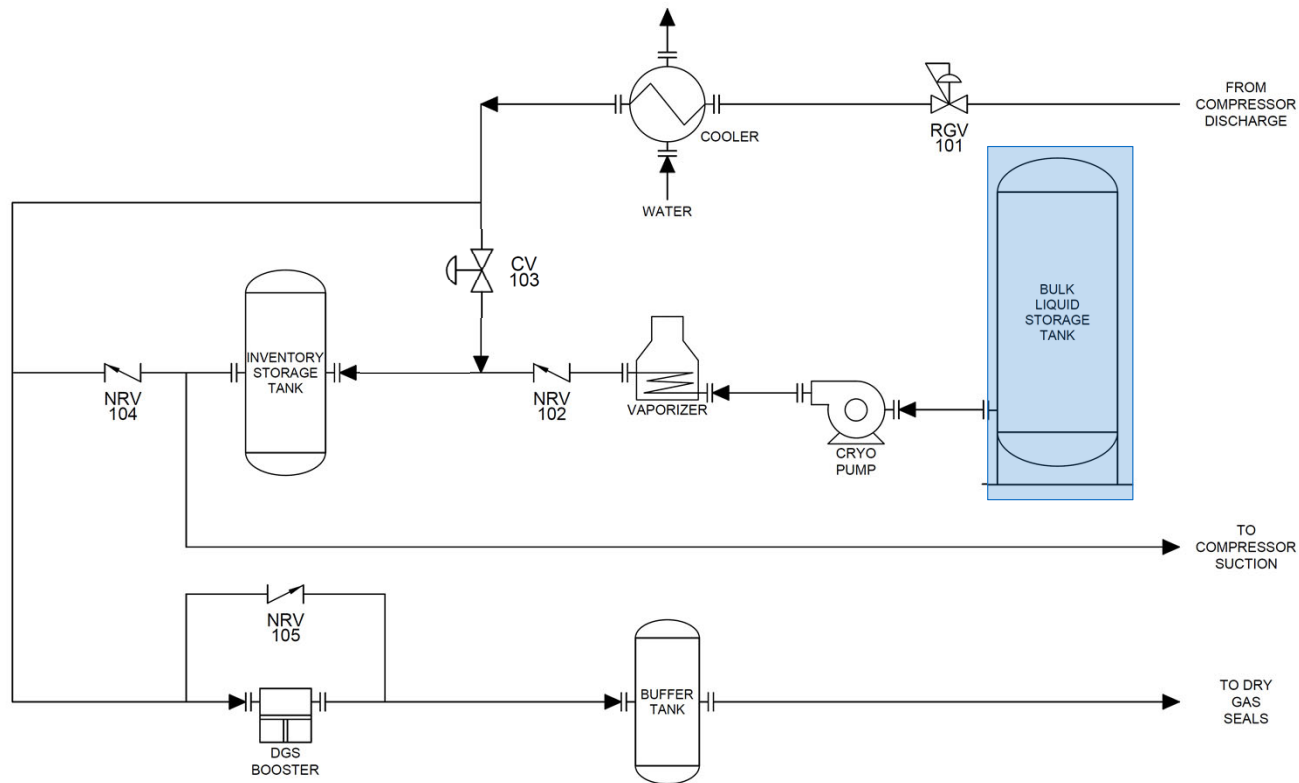 FROM
COMPRESSOR
DISCHARGE
RGV
101
COOLER
WATER
CV
103
BULK
LIQUID
STORAGE
TANK
INVENTORY
STORAGE
TANK
NRV
104
NRV
102
VAPORIZER
CRYO
PUMP
TO
COMPRESSOR
SUCTION
NRV
105
DGS
BOOSTER
BUFFER
TANK
TO DRY
GAS
SEALS